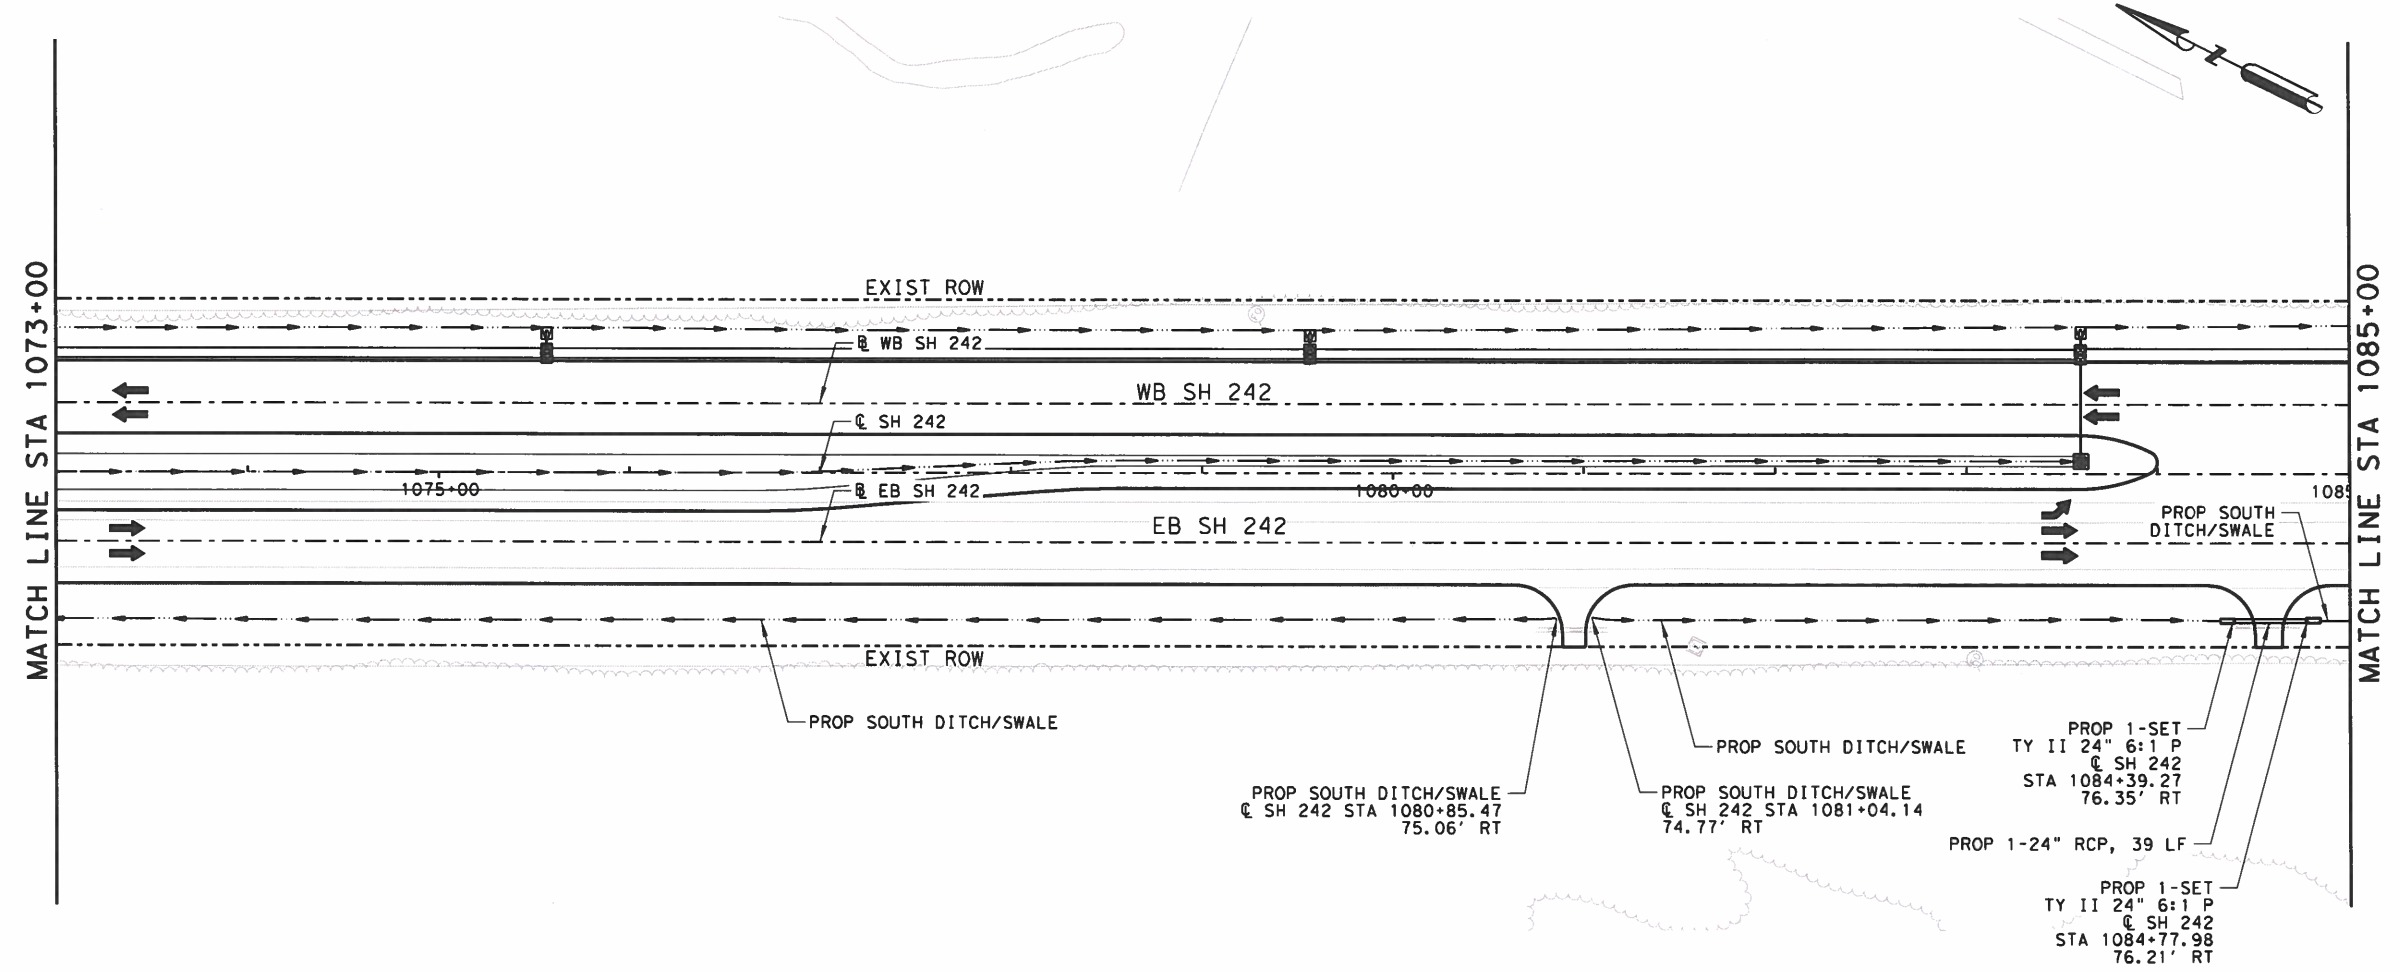 MATCH LINE STA 1073+00
EXIST ROW
℄ WB SH 242
WB SH 242
℄ SH 242
1075+00
℄ EB SH 242
1080+00
EB SH 242
1085
PROP SOUTH
DITCH/SWALE
MATCH LINE STA 1085+00
EXIST ROW
PROP SOUTH DITCH/SWALE
PROP SOUTH DITCH/SWALE
PROP SOUTH DITCH/SWALE
℄ SH 242 STA 1080+85.47
75.06' RT
PROP SOUTH DITCH/SWALE
℄ SH 242 STA 1081+04.14
74.77' RT
PROP 1-SET
TY II 24" 6:1 P
℄ SH 242
STA 1084+39.27
76.35' RT
PROP 1-24" RCP, 39 LF
PROP 1-SET
TY II 24" 6:1 P
℄ SH 242
STA 1084+77.98
76.21' RT
Z